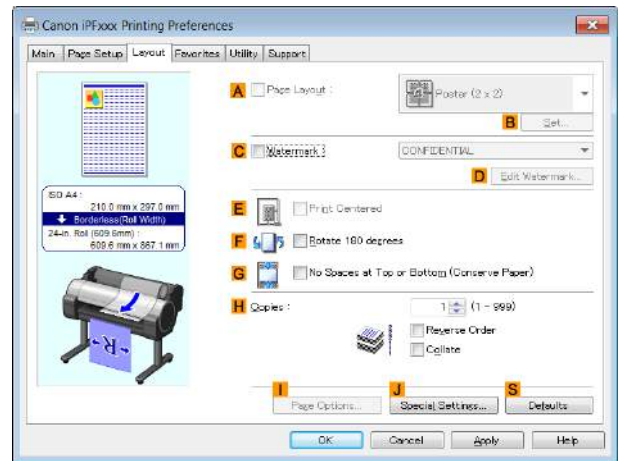 Canon iPFxxx Printing Preferences
Main Page Setup Layout Favorites Utility Support
A Page Layout : Poster (2 x 2)
B Set...
C Watermark : CONFIDENTIAL
D Edit Watermark...
ISO A4 :
210.0 mm x 297.0 mm
Borderless(Roll Width)
24-in. Roll (609.6mm) :
609.6 mm x 867.1 mm
E Print Centered
F Rotate 180 degrees
G No Spaces at Top or Bottom (Conserve Paper)
H Copies : 1 (1 - 999)
Reverse Order
Collate
R
I J S
Page Options... Special Settings... Defaults
OK Cancel Apply Help